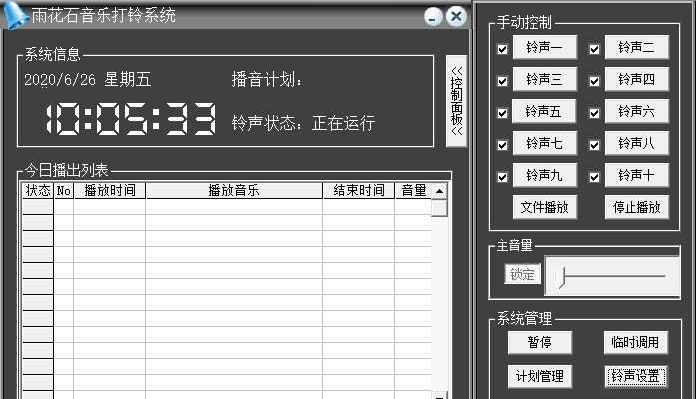 雨花石音乐打铃系统
系统信息
2020/6/26 星期五
播音计划:
10:05:33
铃声状态: 正在运行
<<控制面板<<
今日播出列表
状态 No 播放时间 播放音乐 结束时间 音量
手动控制
铃声一 铃声二
铃声三 铃声四
铃声五 铃声六
铃声七 铃声八
铃声九 铃声十
文件播放 停止播放
主音量
锁定
系统管理
暂停 临时调用
计划管理 铃声设置